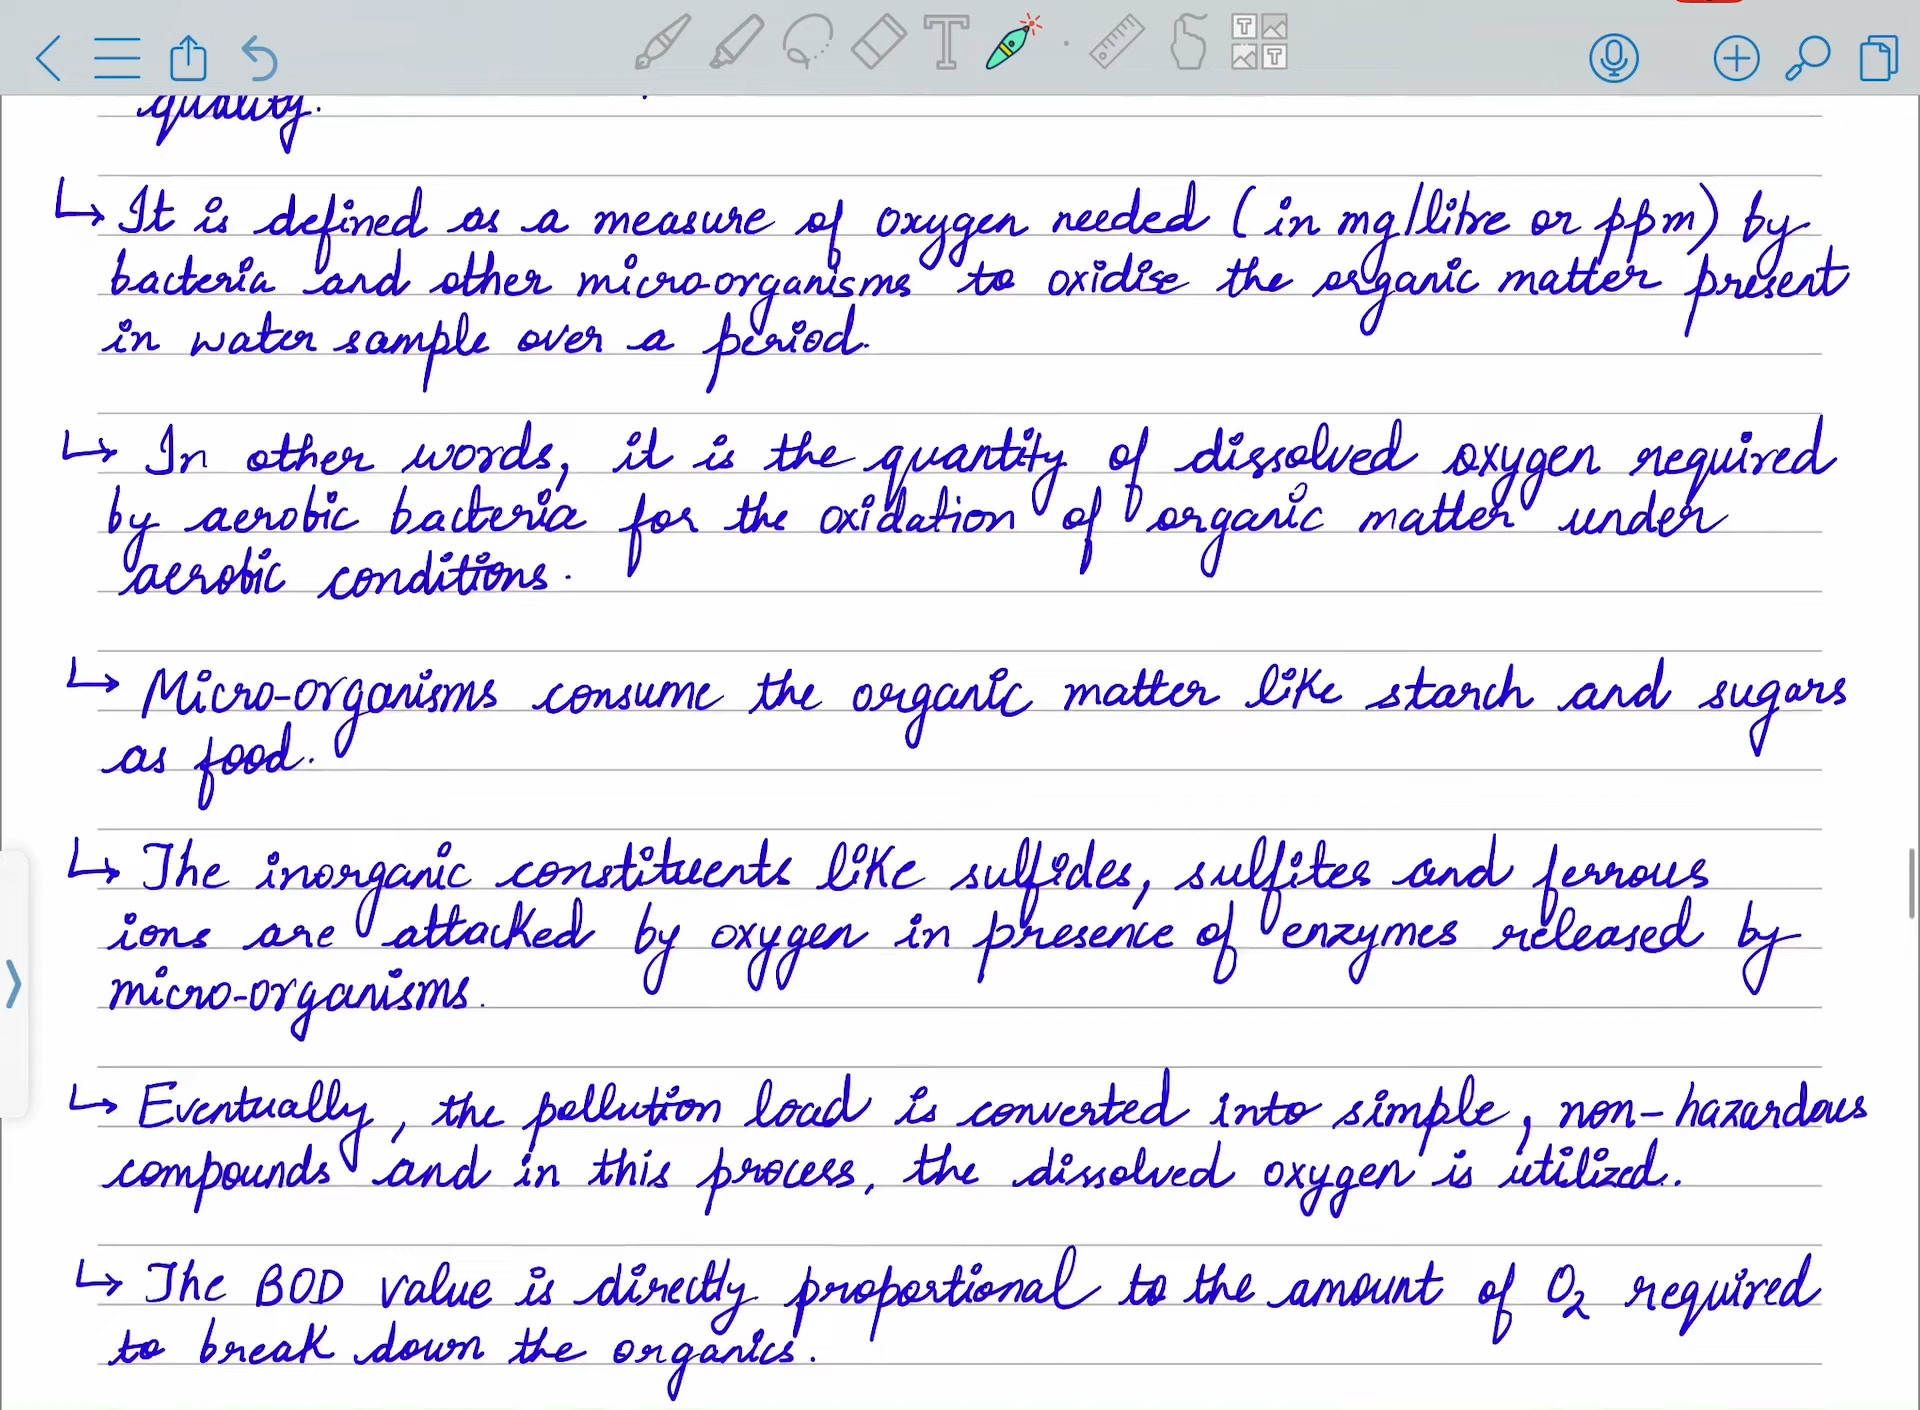 quality.
↳ It is defined as a measure of oxygen needed (in mg/litre or ppm) by
bacteria and other micro-organisms to oxidise the organic matter present
in water sample over a period.
↳ In other words, it is the quantity of dissolved oxygen required
by aerobic bacteria for the oxidation of organic matter under
aerobic conditions.
↳ Micro-organisms consume the organic matter like starch and sugars
as food.
↳ The inorganic constituents like sulfides, sulfites and ferrous
ions are attacked by oxygen in presence of enzymes released by
micro-organisms.
↳ Eventually, the pollution load is converted into simple, non-hazardous
compounds and in this process, the dissolved oxygen is utilized.
↳ The BOD value is directly proportional to the amount of O₂ required
to break down the organics.